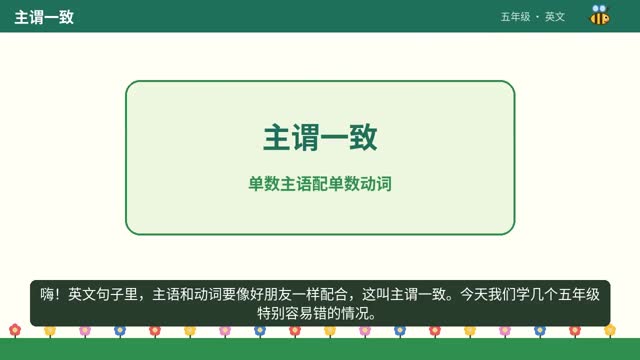 主谓一致
五年级 · 英文
主谓一致
单数主语配单数动词
嗨！英文句子里，主语和动词要像好朋友一样配合，这叫主谓一致。今天我们学几个五年级
特别容易错的情况。